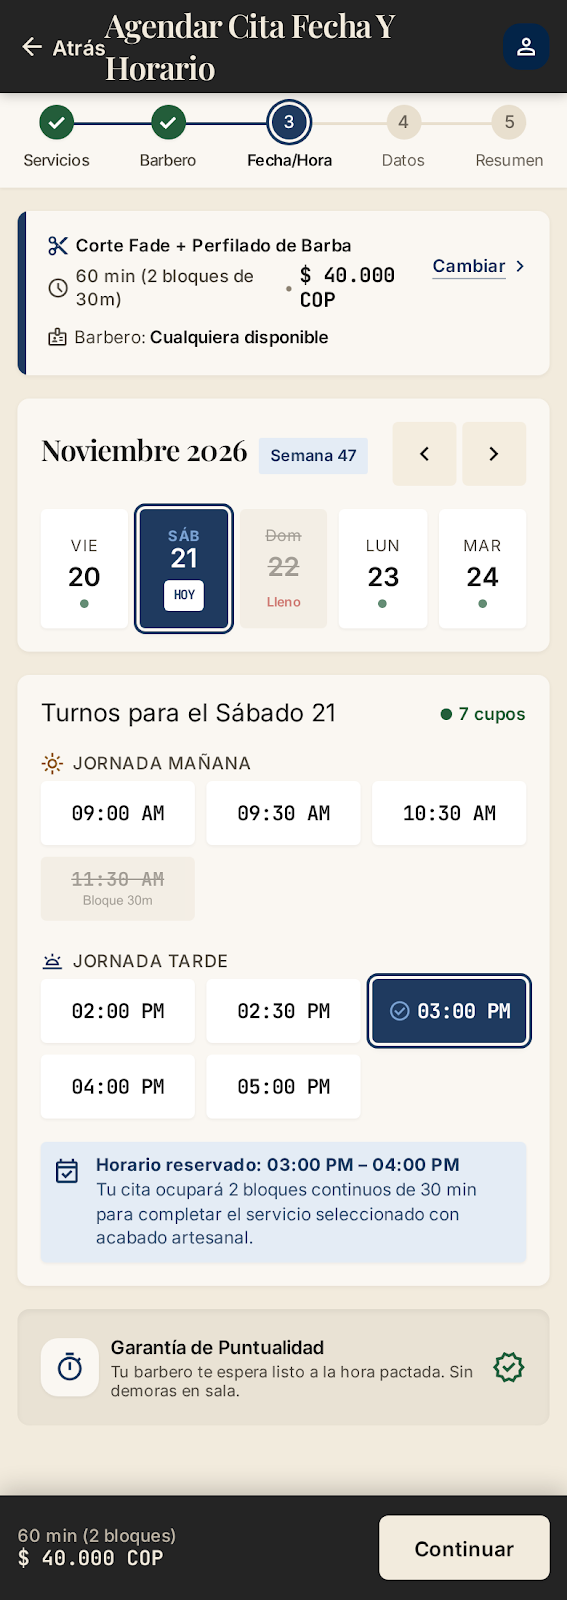 Atrás
Agendar Cita Fecha Y
Horario
3
4
5
Servicios
Barbero
Fecha/Hora
Datos
Resumen
Corte Fade + Perfilado de Barba
60 min (2 bloques de
30m)
• $ 40.000
COP
Cambiar
Barbero: Cualquiera disponible
Noviembre 2026
Semana 47
VIE
20
SÁB
21
HOY
Dom
22
Lleno
LUN
23
MAR
24
Turnos para el Sábado 21
7 cupos
JORNADA MAÑANA
09:00 AM
09:30 AM
10:30 AM
11:30 AM
Bloque 30m
JORNADA TARDE
02:00 PM
02:30 PM
03:00 PM
04:00 PM
05:00 PM
Horario reservado: 03:00 PM – 04:00 PM
Tu cita ocupará 2 bloques continuos de 30 min
para completar el servicio seleccionado con
acabado artesanal.
Garantía de Puntualidad
Tu barbero te espera listo a la hora pactada. Sin
demoras en sala.
60 min (2 bloques)
$ 40.000 COP
Continuar